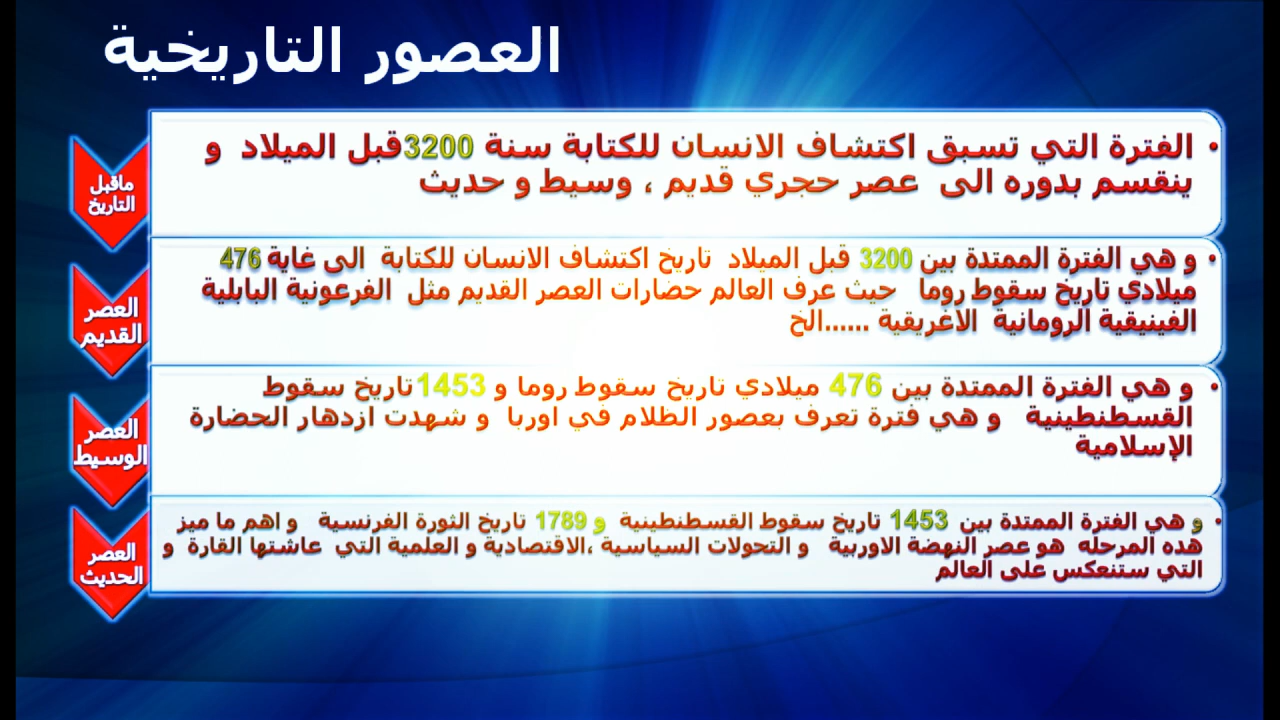 العصور التاريخية
ماقبل
التاريخ
• الفترة التي تسبق اكتشاف الانسان للكتابة سنة 3200قبل الميلاد و
ينقسم بدوره الى عصر حجري قديم ، وسيط و حديث
العصر
القديم
• و هي الفترة الممتدة بين 3200 قبل الميلاد تاريخ اكتشاف الانسان للكتابة الى غاية 476
ميلادي تاريخ سقوط روما حيث عرف العالم حضارات العصر القديم مثل الفرعونية البابلية
الفينيقية الرومانية الاغريقية ......الخ
العصر
الوسيط
• و هي الفترة الممتدة بين 476 ميلادي تاريخ سقوط روما و 1453تاريخ سقوط
القسطنطينية و هي فترة تعرف بعصور الظلام في اوربا و شهدت ازدهار الحضارة
الإسلامية
العصر
الحديث
• و هي الفترة الممتدة بين 1453 تاريخ سقوط القسطنطينية و 1789 تاريخ الثورة الفرنسية و اهم ما ميز
هذه المرحله هو عصر النهضة الاوربية و التحولات السياسية ،الاقتصادية و العلمية التي عاشتها القارة و
التي ستنعكس على العالم